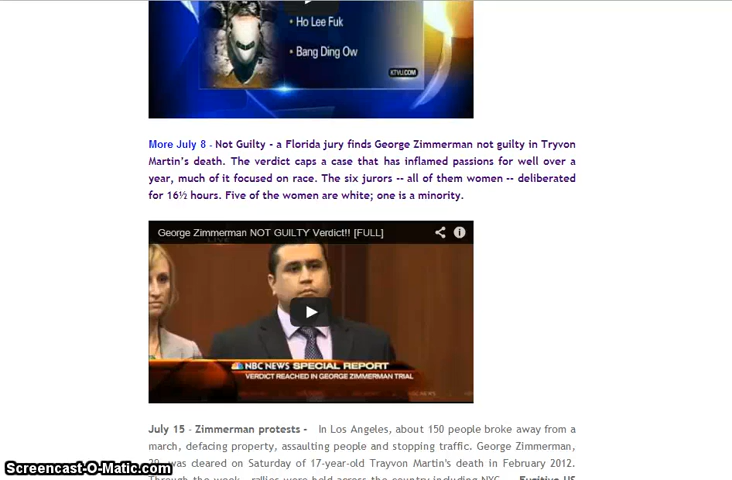 • Ho Lee Fuk
• Bang Ding Ow
KTVU.COM
More July 8 - Not Guilty - a Florida jury finds George Zimmerman not guilty in Tryvon
Martin's death. The verdict caps a case that has inflamed passions for well over a
year, much of it focused on race. The six jurors -- all of them women -- deliberated
for 16½ hours. Five of the women are white; one is a minority.
George Zimmerman NOT GUILTY Verdict!! [FULL]
NBC NEWS SPECIAL REPORT
VERDICT REACHED IN GEORGE ZIMMERMAN TRIAL
July 15 - Zimmerman protests - In Los Angeles, about 150 people broke away from a
march, defacing property, assaulting people and stopping traffic. George Zimmerman,
was cleared on Saturday of 17-year-old Trayvon Martin's death in February 2012.
Through the week, rallies were held across the country including NYC. Fugitive US
Screencast-O-Matic.com